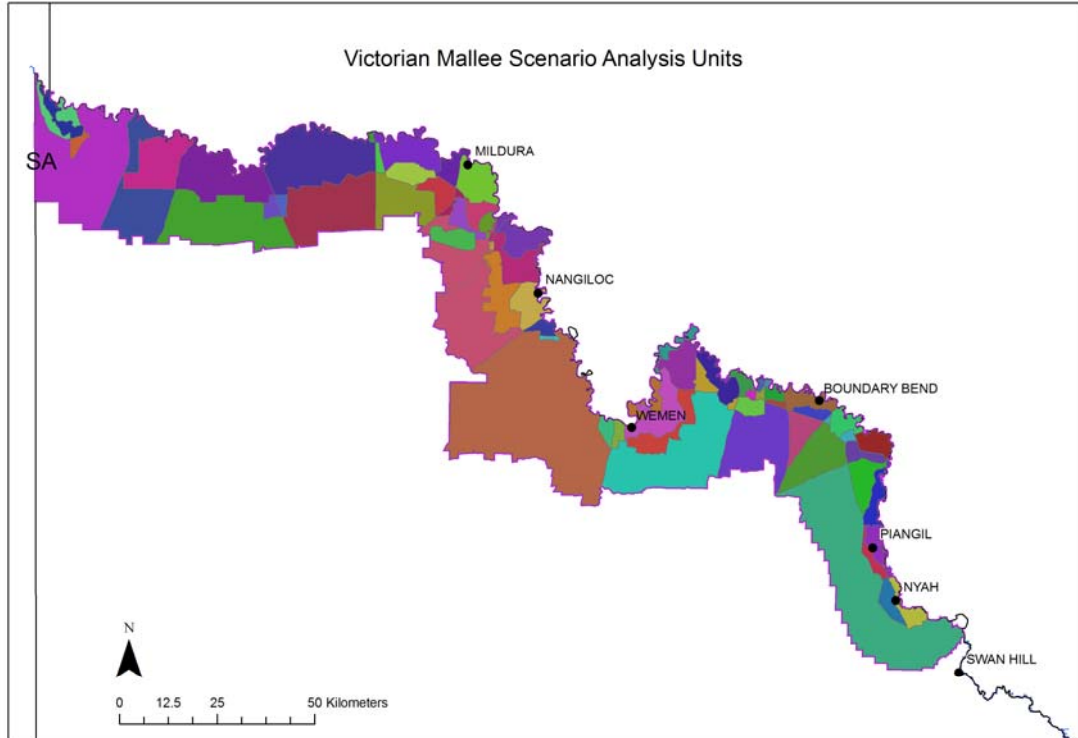 Victorian Mallee Scenario Analysis Units
MILDURA
SA
NANGILOC
BOUNDARY BEND
WEMEN
PIANGIL
NYAH
N
SWAN HILL
0 12.5 25 50 Kilometers